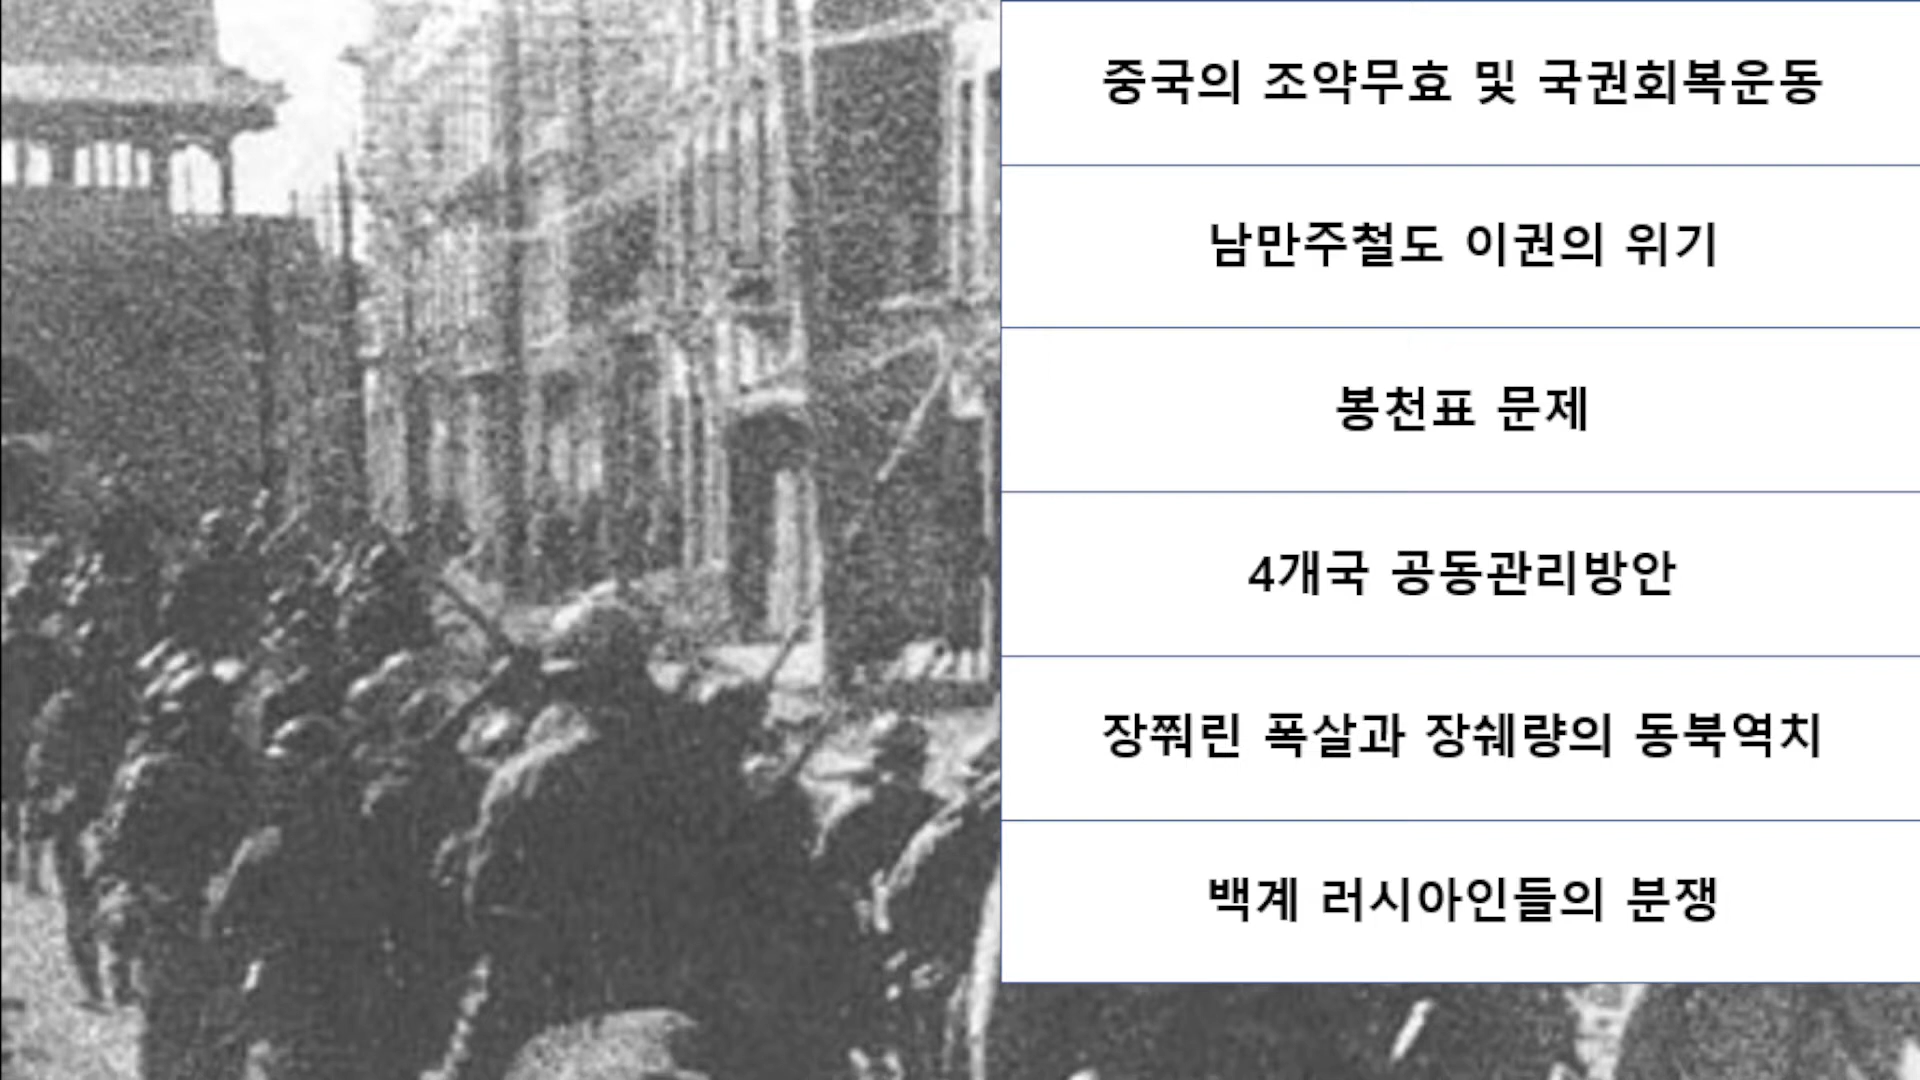 중국의 조약무효 및 국권회복운동
남만주철도 이권의 위기
봉천표 문제
4개국 공동관리방안
장쭤린 폭살과 장쉐량의 동북역치
백계 러시아인들의 분쟁